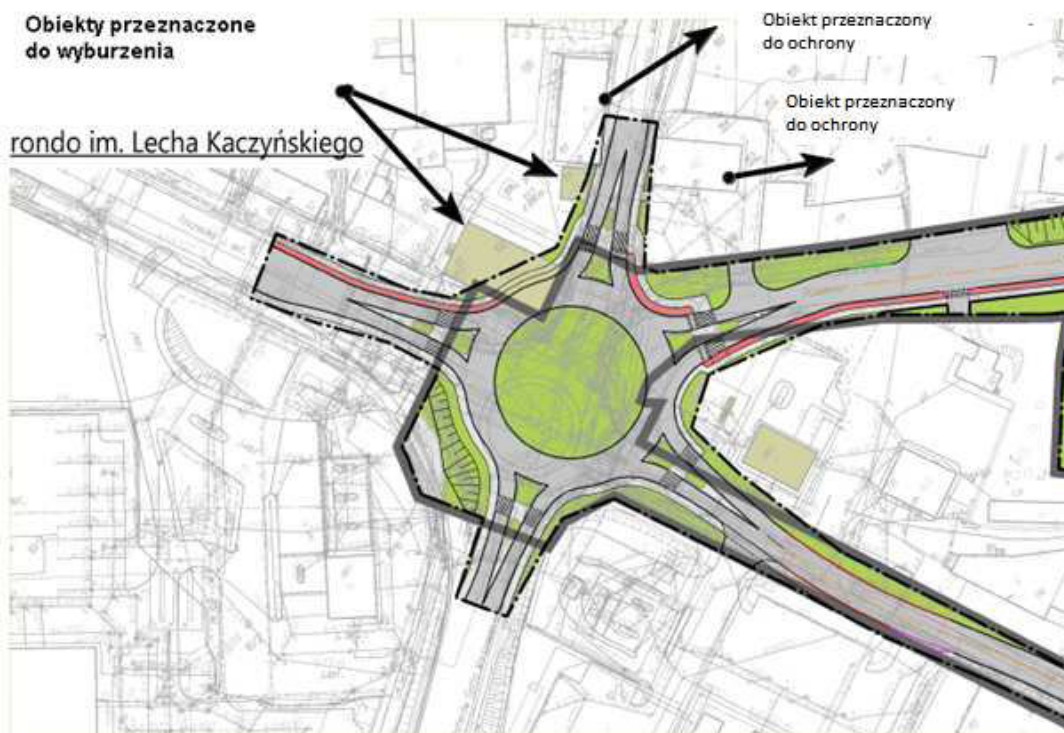 Obiekty przeznaczone
do wyburzenia
Obiekt przeznaczony
do ochrony
Obiekt przeznaczony
do ochrony
rondo im. Lecha Kaczyńskiego